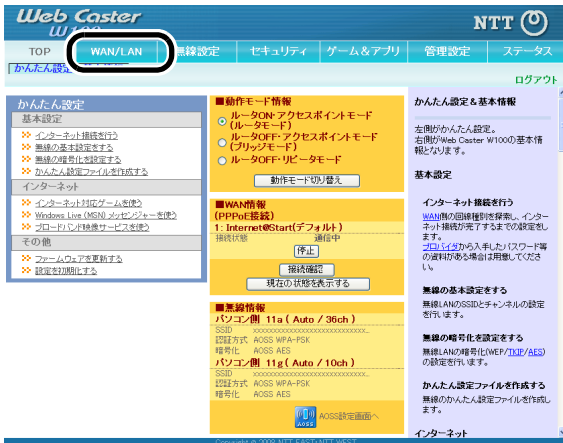 Web Caster
W100
NTT
TOP
WAN/LAN
無線設定
セキュリティ
ゲーム&アプリ
管理設定
ステータス
かんたん設定
ログアウト
かんたん設定
基本設定
インターネット接続を行う
無線の基本設定をする
無線の暗号化を設定する
かんたん設定ファイルを作成する
インターネット
インターネット対応ゲームを使う
Windows Live (MSN) メッセンジャーを使う
ブロードバンド映像サービスを使う
その他
ファームウェアを更新する
設定を初期化する
■動作モード情報
ルータON・アクセスポイントモード
(ルータモード)
ルータOFF・アクセスポイントモード
(ブリッジモード)
ルータOFF・リピータモード
動作モード切り替え
■WAN情報
(PPPoE接続)
1: Internet@Start(デフォルト)
接続状態 通信中
停止
接続確認
現在の状態を表示する
■無線情報
パソコン側 11a ( Auto / 36ch )
SSID xxxxxxxxxxxxxxxxxxxxxxxxxxxx..
認証方式 AOSS WPA-PSK
暗号化 AOSS AES
パソコン側 11g ( Auto / 10ch )
SSID xxxxxxxxxxxxxxxxxxxxxxxxxxxx..
認証方式 AOSS WPA-PSK
暗号化 AOSS AES
AOSS
AOSS設定画面へ
かんたん設定&基本情報
左側がかんたん設定。
右側がWeb Caster W100の基本情
報となります。
基本設定
インターネット接続を行う
WAN側の回線種別を探索し、インター
ネット接続が完了するまでの設定をし
ます。
プロバイダから入手したパスワード等
の資料がある場合は用意してくださ
い。
無線の基本設定をする
無線LANのSSIDとチャンネルの設定
を行います。
無線の暗号化を設定をする
無線LANの暗号化(WEP/TKIP/AES)
の設定を行います。
かんたん設定ファイルを作成する
無線のかんたん設定ファイルを作成し
ます。
インターネット
Copyright © 2008 NTT EAST・NTT WEST